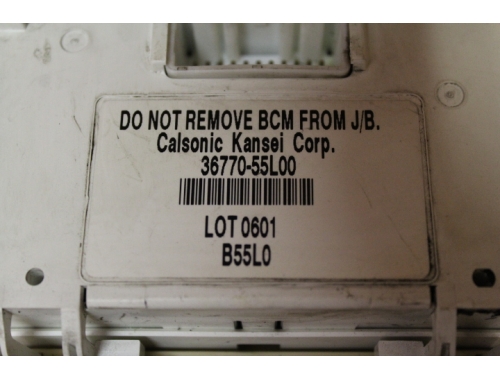 DO NOT REMOVE BCM FROM J/B.
Calsonic Kansei Corp.
36770-55L00
LOT 0601
B55L0